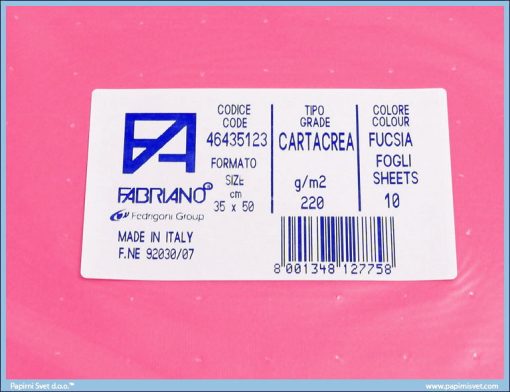 FABRIANO®
Fedrigoni Group
MADE IN ITALY
F.NE 92030/07
CODICE
CODE
46435123
FORMATO
SIZE
cm
35 x 50
TIPO
GRADE
CARTACREA
g/m2
220
COLORE
COLOUR
FUCSIA
FOGLI
SHEETS
10
8 001348 127758
Papirni Svet d.o.o.™
www.papirnisvet.com